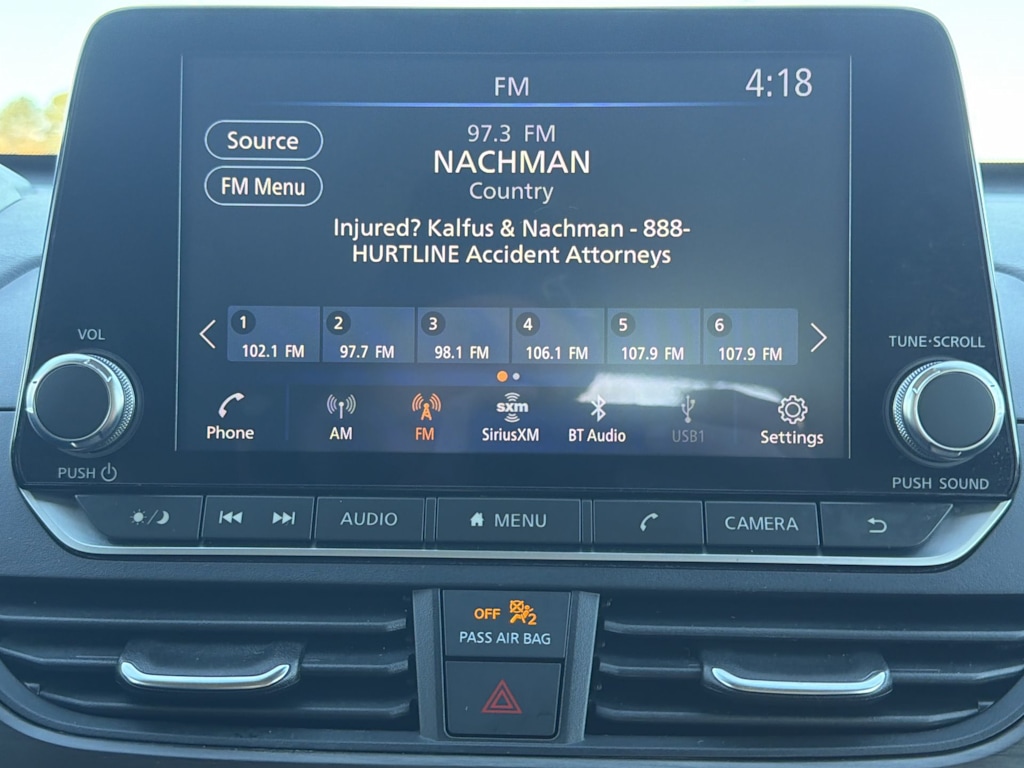 FM
4:18
Source
FM Menu
97.3 FM
NACHMAN
Country
Injured? Kalfus & Nachman - 888-
HURTLINE Accident Attorneys
1 2 3 4 5 6
102.1 FM 97.7 FM 98.1 FM 106.1 FM 107.9 FM 107.9 FM
VOL
TUNE·SCROLL
sxm
Phone AM FM SiriusXM BT Audio USB1 Settings
PUSH
PUSH SOUND
AUDIO MENU CAMERA
OFF 2
PASS AIR BAG